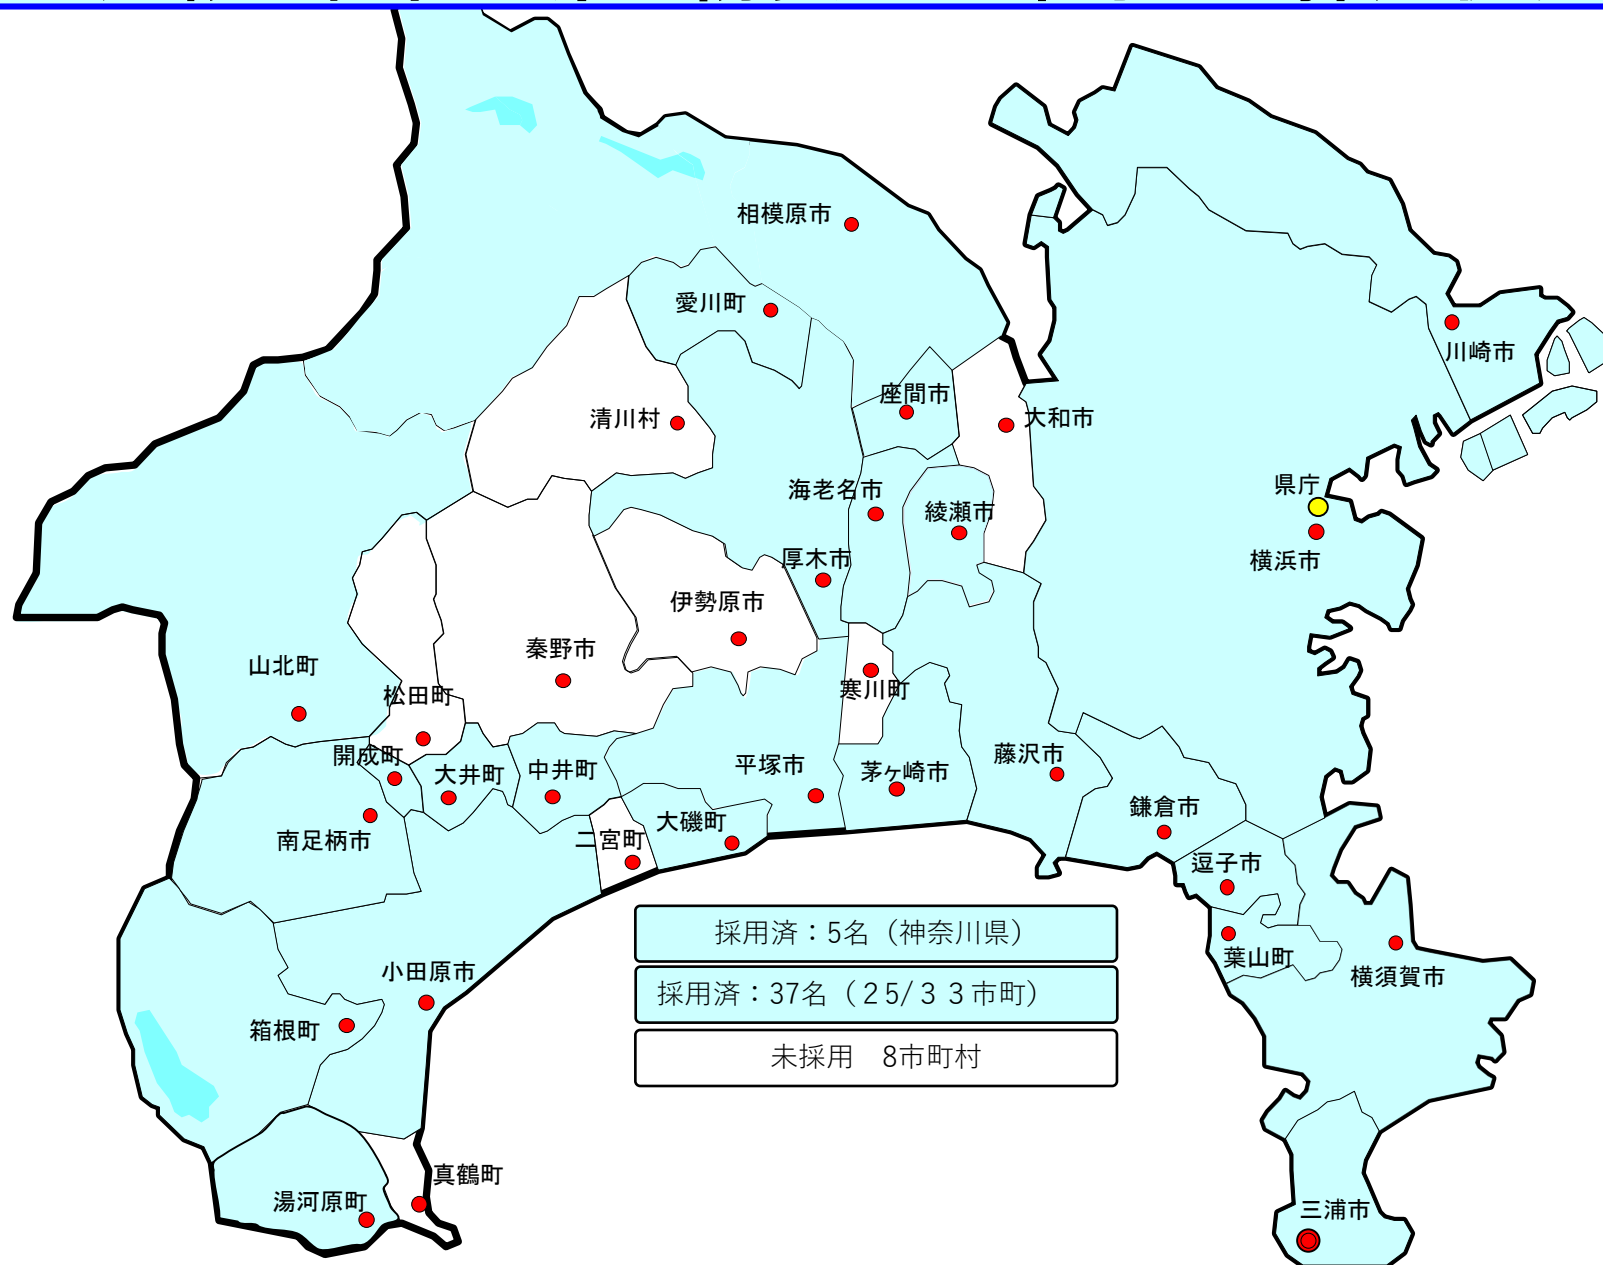 相模原市
愛川町
川崎市
座間市
清川村
大和市
県庁
海老名市
綾瀬市
厚木市
横浜市
伊勢原市
秦野市
山北町
寒川町
松田町
開成町
藤沢市
大井町
中井町
平塚市
茅ヶ崎市
鎌倉市
大磯町
南足柄市
二宮町
逗子市
採用済：5名（神奈川県）
葉山町
横須賀市
小田原市
採用済：37名（２5/３３市町）
箱根町
未採用　8市町村
真鶴町
湯河原町
三浦市